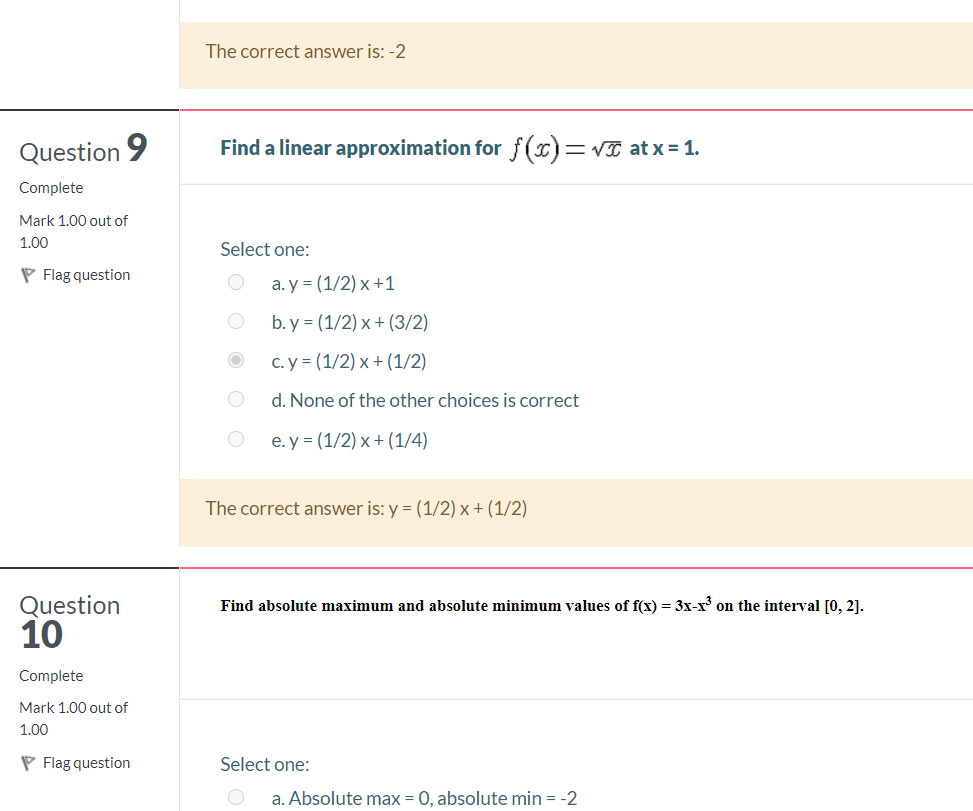 The correct answer is: -2
Question 9
Complete
Mark 1.00 out of
1.00
Flag question
Find a linear approximation for f(x) = √x at x = 1.
Select one:
a. y = (1/2) x +1
b. y = (1/2) x + (3/2)
c. y = (1/2) x + (1/2)
d. None of the other choices is correct
e. y = (1/2) x + (1/4)
The correct answer is: y = (1/2) x + (1/2)
Question
10
Complete
Mark 1.00 out of
1.00
Flag question
Find absolute maximum and absolute minimum values of f(x) = 3x-x³ on the interval [0, 2].
Select one:
a. Absolute max = 0, absolute min = -2